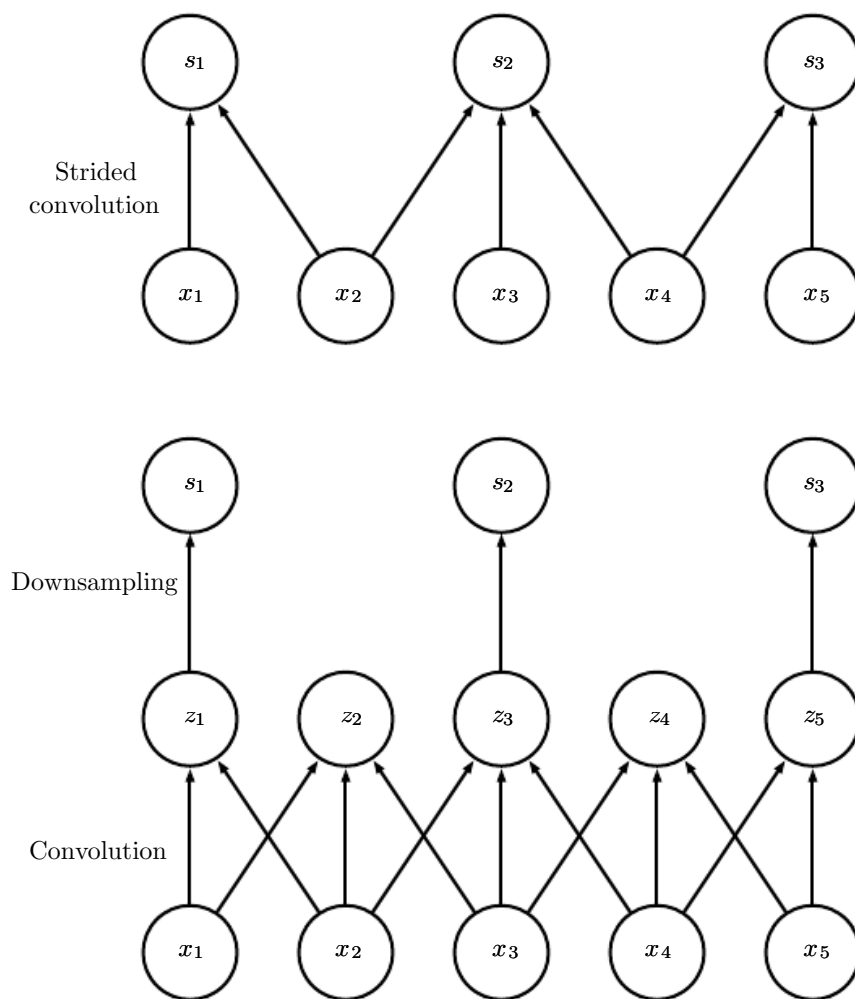 s1 s2 s3
Strided
convolution
x1 x2 x3 x4 x5
s1 s2 s3
Downsampling
z1 z2 z3 z4 z5
Convolution
x1 x2 x3 x4 x5